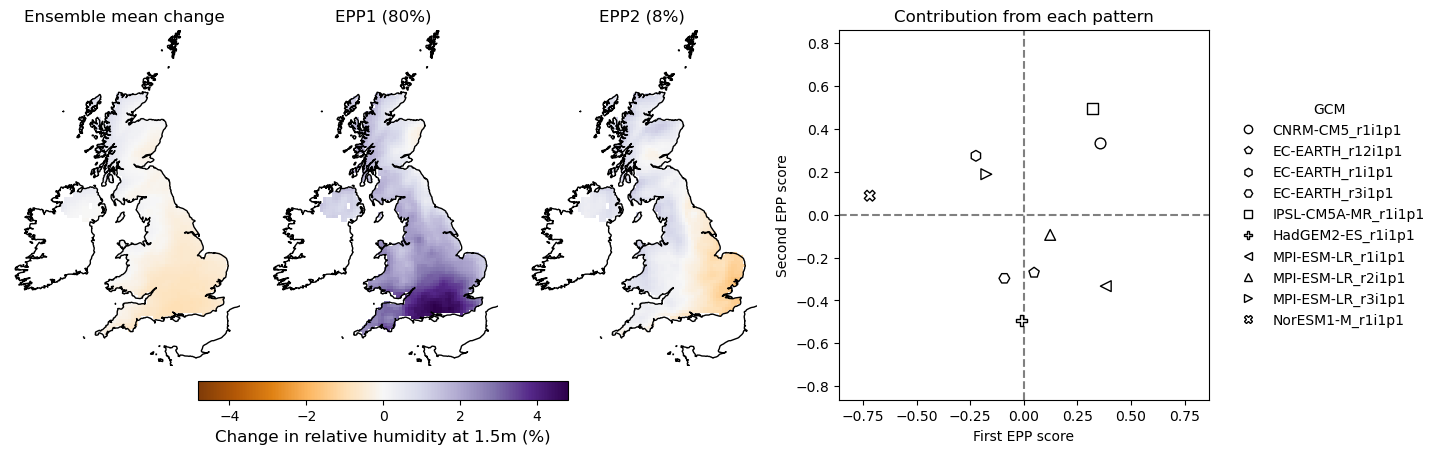 Ensemble mean change
EPP1 (80%)
EPP2 (8%)
−4 −2 0 2 4
Change in relative humidity at 1.5m (%)
Contribution from each pattern
0.8
0.6
0.4
0.2
0.0
−0.2
−0.4
−0.6
−0.8
Second EPP score
−0.75 −0.50 −0.25 0.00 0.25 0.50 0.75
First EPP score
GCM
CNRM-CM5_r1i1p1
EC-EARTH_r12i1p1
EC-EARTH_r1i1p1
EC-EARTH_r3i1p1
IPSL-CM5A-MR_r1i1p1
HadGEM2-ES_r1i1p1
MPI-ESM-LR_r1i1p1
MPI-ESM-LR_r2i1p1
MPI-ESM-LR_r3i1p1
NorESM1-M_r1i1p1